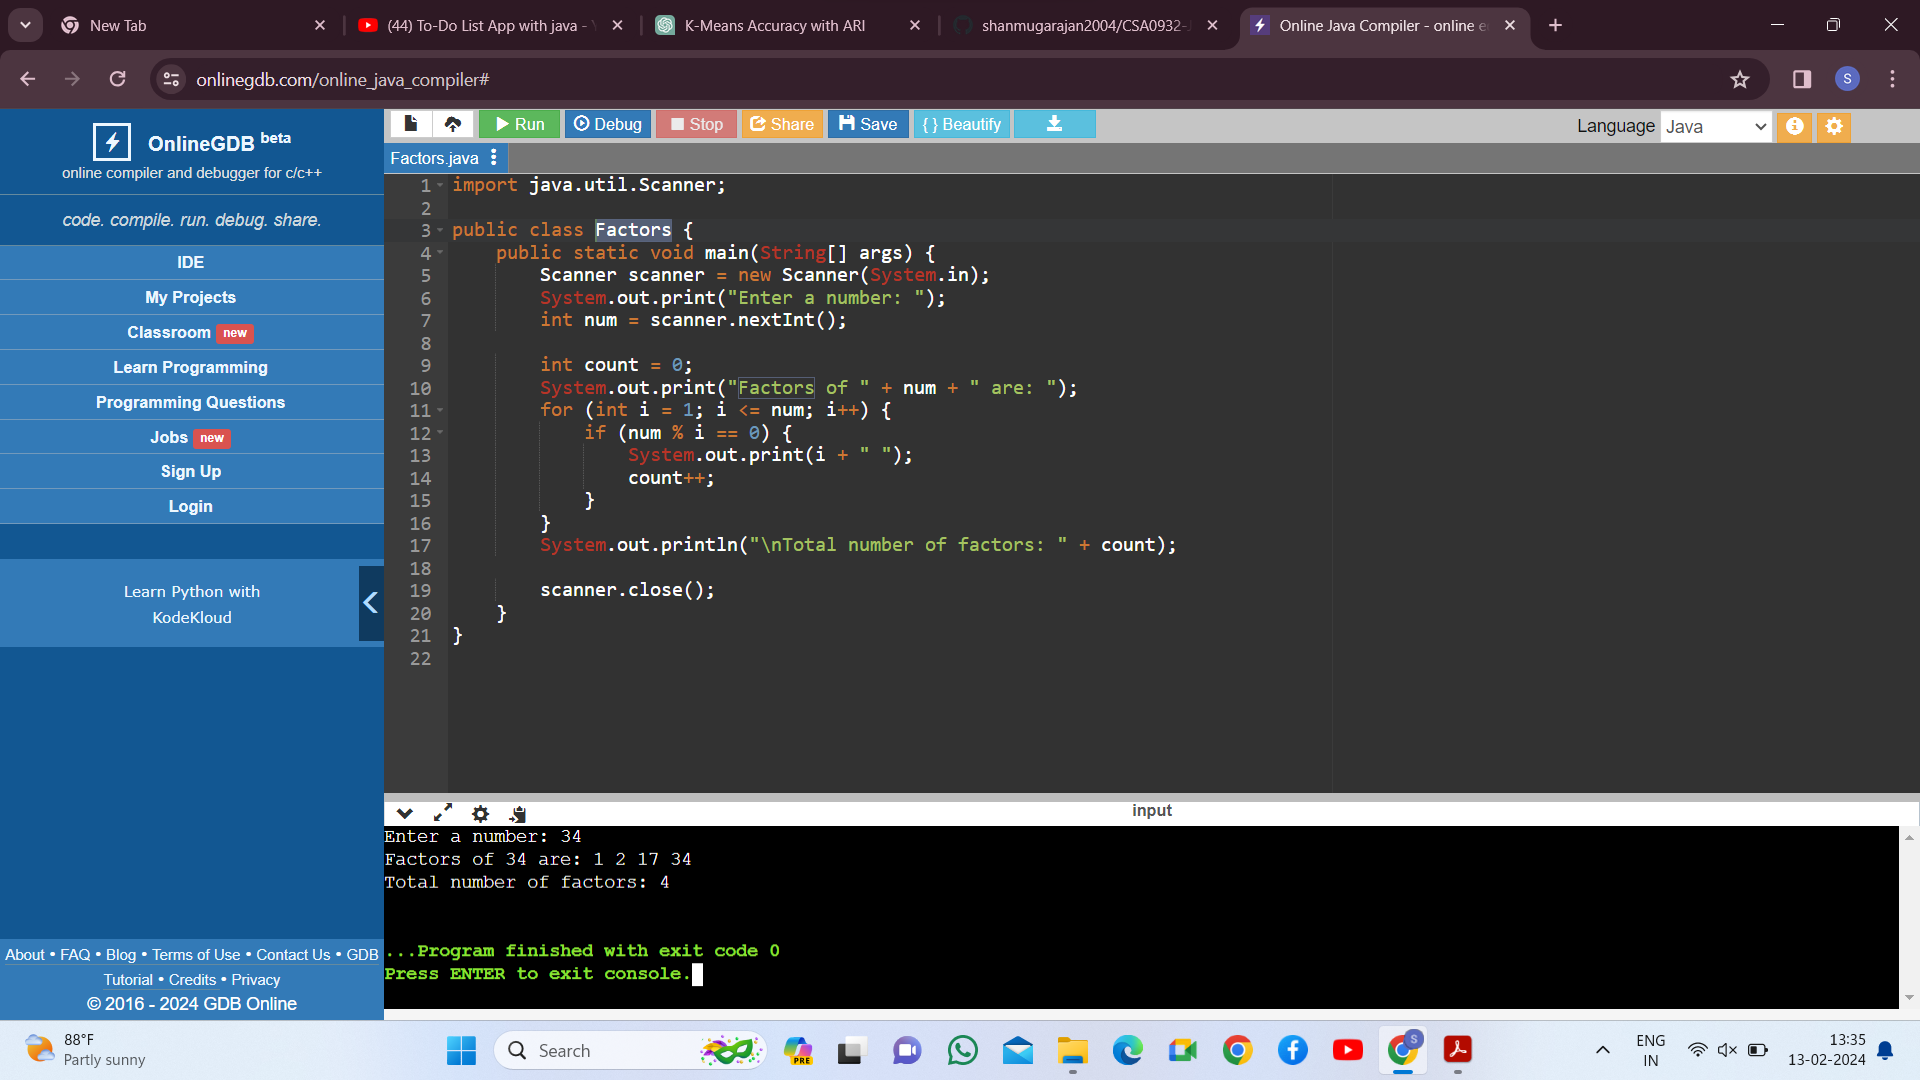 New Tab
(44) To-Do List App with java -
K-Means Accuracy with ARI
shanmugarajan2004/CSA0932-
Online Java Compiler - online e
onlinegdb.com/online_java_compiler#
S
OnlineGDB beta
online compiler and debugger for c/c++
code. compile. run. debug. share.
IDE
My Projects
Classroom new
Learn Programming
Programming Questions
Jobs new
Sign Up
Login
Learn Python with
KodeKloud
About • FAQ • Blog • Terms of Use • Contact Us • GDB
Tutorial • Credits • Privacy
© 2016 - 2024 GDB Online
Run Debug Stop Share Save { } Beautify
Language Java
Factors.java
1 import java.util.Scanner;
2
3 public class Factors {
4     public static void main(String[] args) {
5         Scanner scanner = new Scanner(System.in);
6         System.out.print("Enter a number: ");
7         int num = scanner.nextInt();
8
9         int count = 0;
10         System.out.print("Factors of " + num + " are: ");
11         for (int i = 1; i <= num; i++) {
12             if (num % i == 0) {
13                 System.out.print(i + " ");
14                 count++;
15             }
16         }
17         System.out.println("\nTotal number of factors: " + count);
18
19         scanner.close();
20     }
21 }
22
input
Enter a number: 34
Factors of 34 are: 1 2 17 34
Total number of factors: 4
...Program finished with exit code 0
Press ENTER to exit console.
88°F
Partly sunny
Search
PRE
S
ENG
IN
13:35
13-02-2024